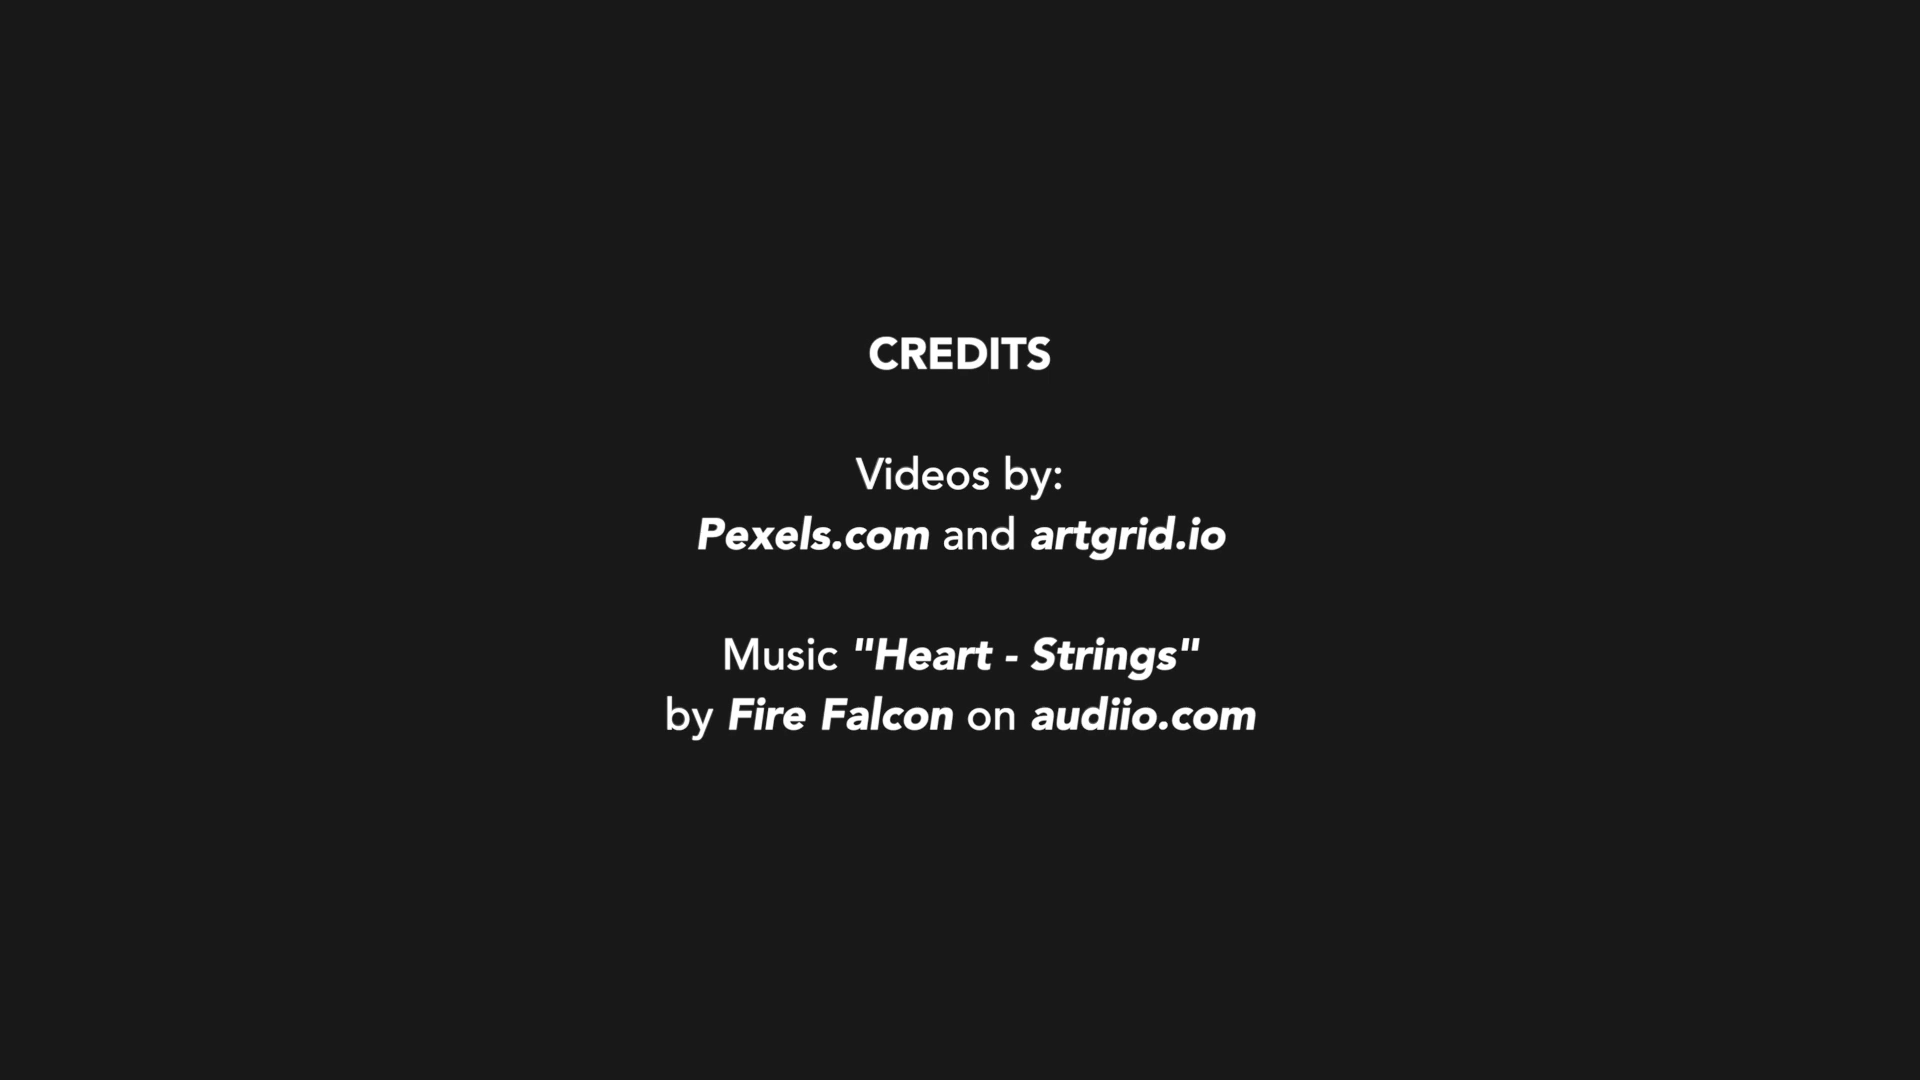 CREDITS
Videos by:
Pexels.com and artgrid.io
Music "Heart - Strings"
by Fire Falcon on audiio.com